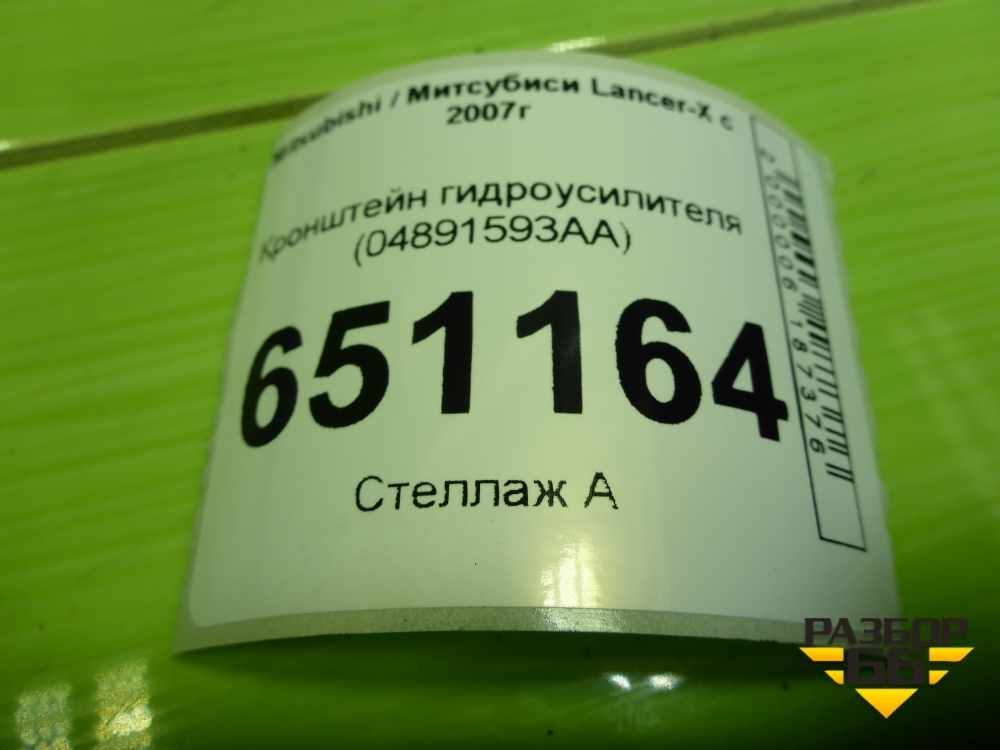 Mitsubishi / Митсубиси Lancer-X с
2007г
Кронштейн гидроусилителя
(04891593AA)
651164
Стеллаж А
2000006187376
РАЗБОР
66